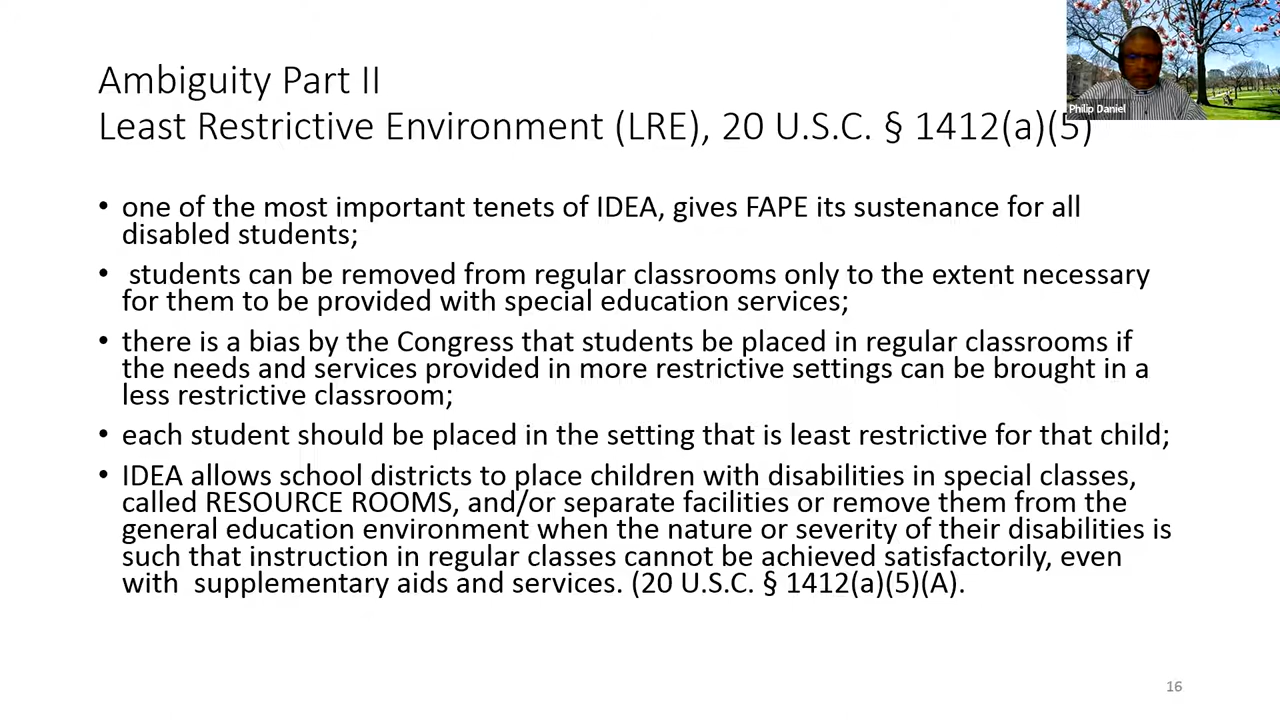 Ambiguity Part II
Least Restrictive Environment (LRE), 20 U.S.C. § 1412(a)(5)
Philip Daniel
• one of the most important tenets of IDEA, gives FAPE its sustenance for all
disabled students;
• students can be removed from regular classrooms only to the extent necessary
for them to be provided with special education services;
• there is a bias by the Congress that students be placed in regular classrooms if
the needs and services provided in more restrictive settings can be brought in a
less restrictive classroom;
• each student should be placed in the setting that is least restrictive for that child;
• IDEA allows school districts to place children with disabilities in special classes,
called RESOURCE ROOMS, and/or separate facilities or remove them from the
general education environment when the nature or severity of their disabilities is
such that instruction in regular classes cannot be achieved satisfactorily, even
with supplementary aids and services. (20 U.S.C. § 1412(a)(5)(A).
16